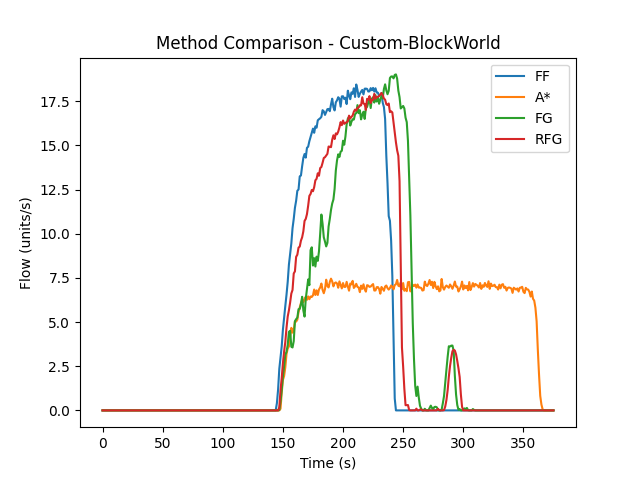 Method Comparison - Custom-BlockWorld
FF
A*
FG
RFG
Flow (units/s)
17.5
15.0
12.5
10.0
7.5
5.0
2.5
0.0
0 50 100 150 200 250 300 350
Time (s)